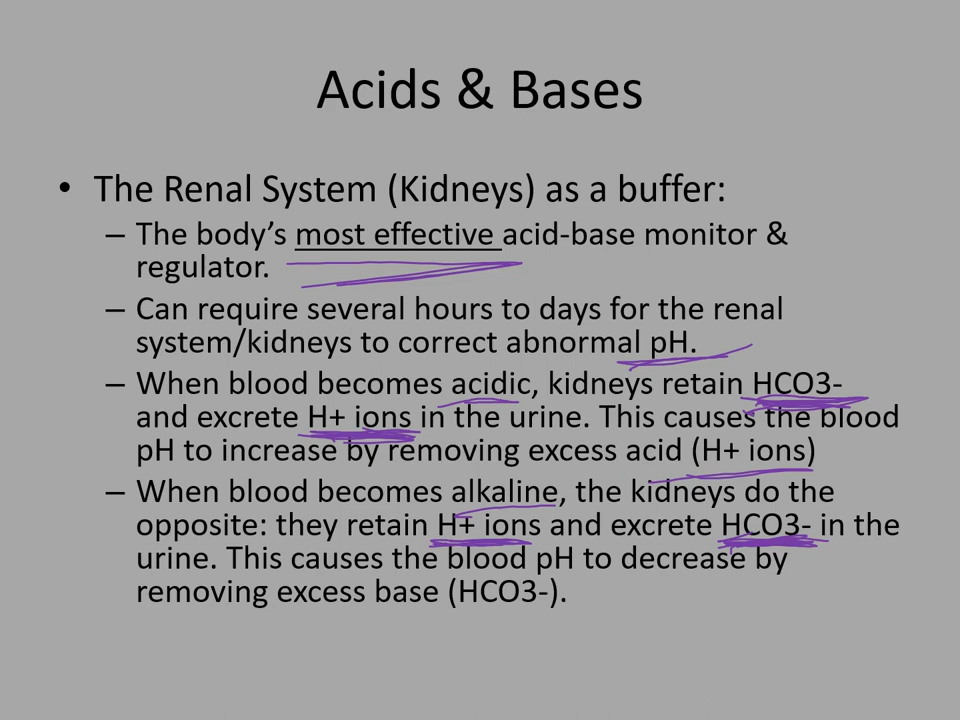 Acids & Bases
• The Renal System (Kidneys) as a buffer:
– The body’s most effective acid-base monitor &
regulator.
– Can require several hours to days for the renal
system/kidneys to correct abnormal pH.
– When blood becomes acidic, kidneys retain HCO3-
and excrete H+ ions in the urine. This causes the blood
pH to increase by removing excess acid (H+ ions)
– When blood becomes alkaline, the kidneys do the
opposite: they retain H+ ions and excrete HCO3- in the
urine. This causes the blood pH to decrease by
removing excess base (HCO3-).